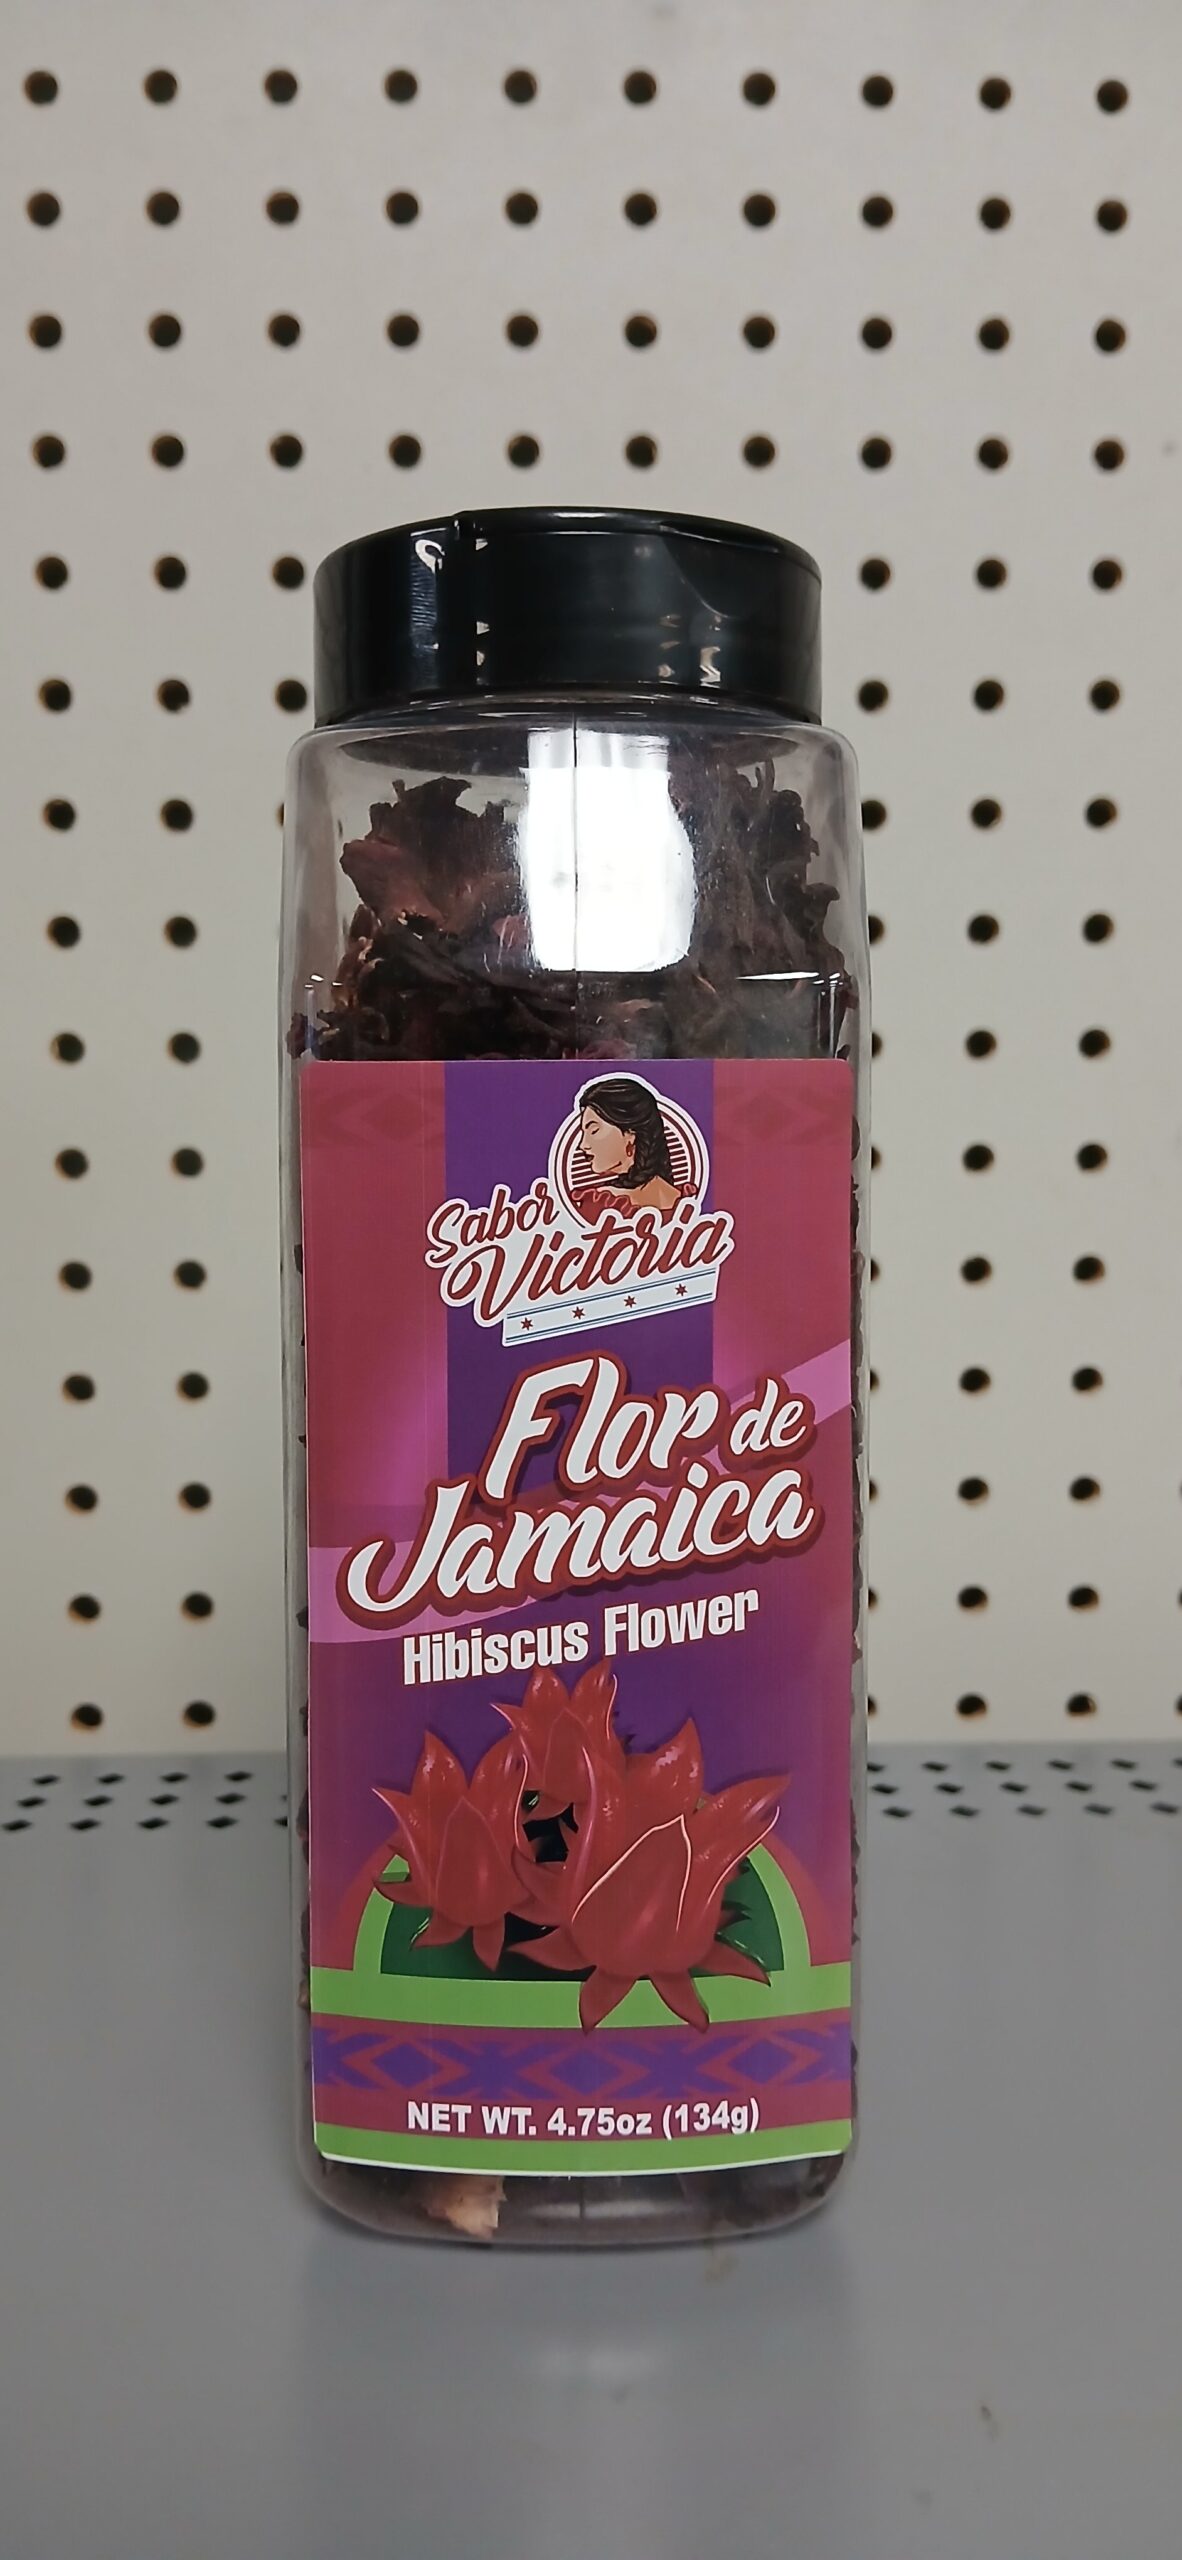 Sabor
Victoria
Flor de
Jamaica
Hibiscus Flower
NET WT. 4.75oz (134g)